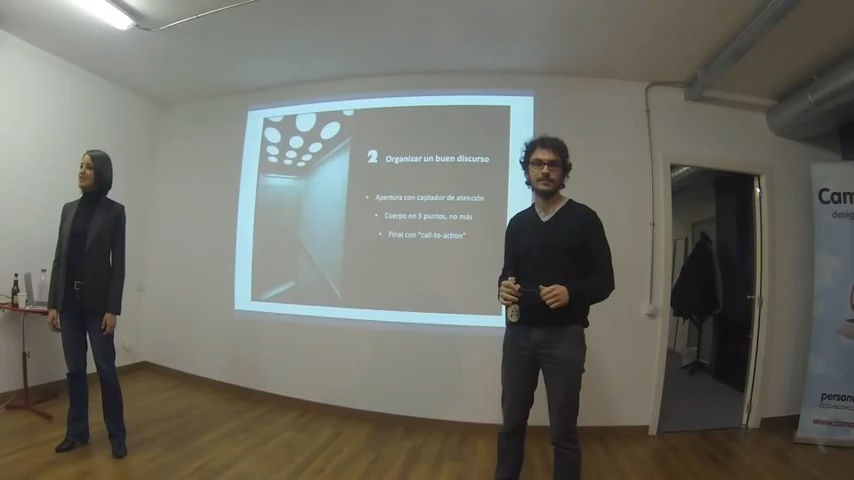 2 Organizar un buen discurso
• Apertura con captador de atención
• Cuerpo en 3 puntos, no más
• Final con "call-to-action"
Cam
desig
person